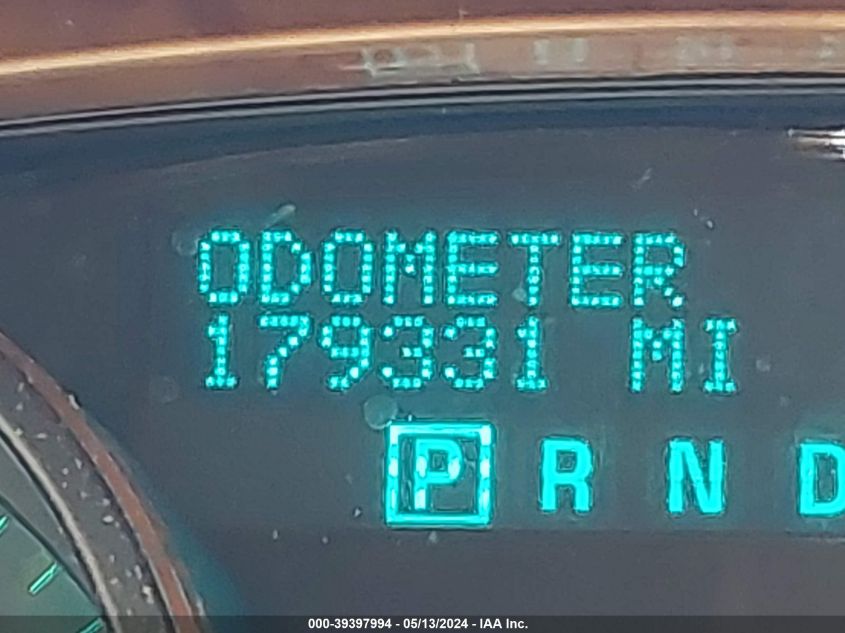 ODOMETER
179331 MI
P R N D
000-39397994 - 05/13/2024 - IAA Inc.